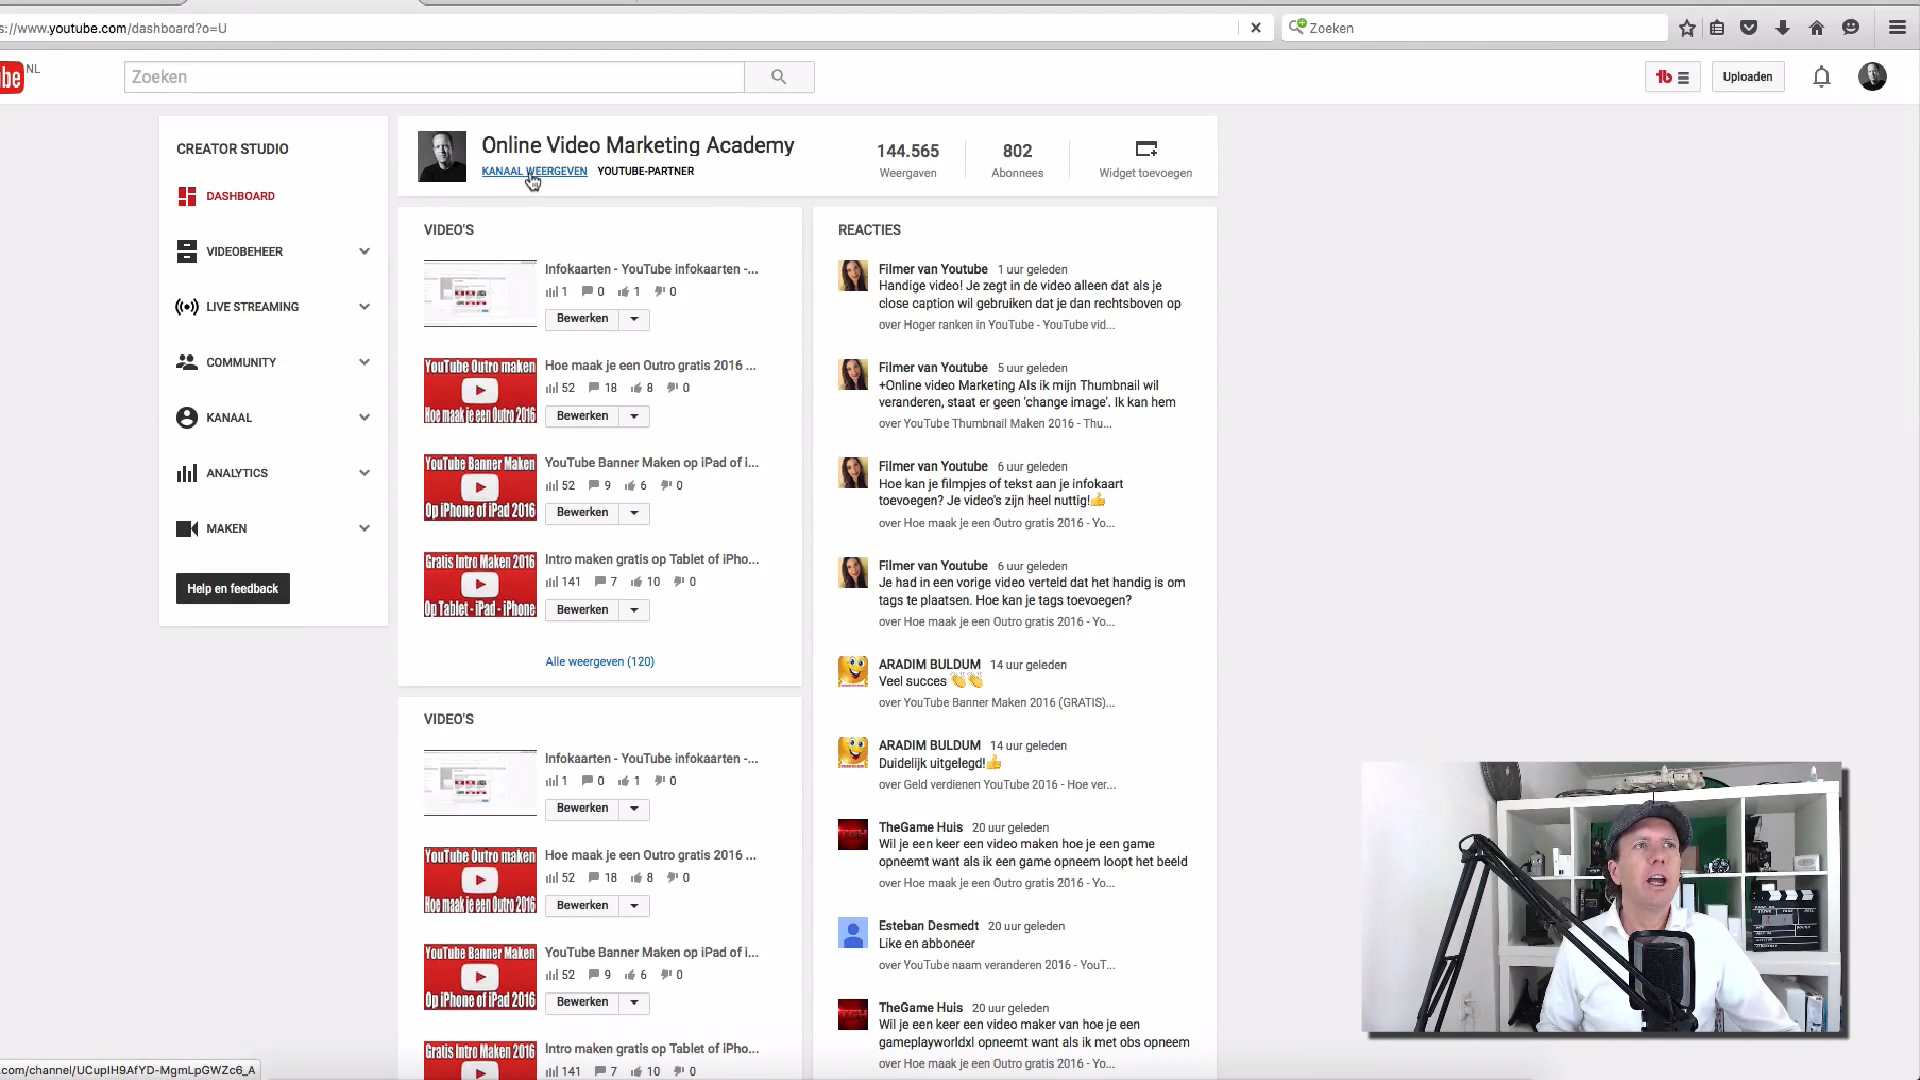 s://www.youtube.com/dashboard?o=U
Zoeken
be NL
Zoeken
Uploaden
CREATOR STUDIO
DASHBOARD
VIDEOBEHEER
LIVE STREAMING
COMMUNITY
KANAAL
ANALYTICS
MAKEN
Help en feedback
Online Video Marketing Academy
KANAAL WEERGEVEN YOUTUBE-PARTNER
144.565
Weergaven
802
Abonnees
Widget toevoegen
VIDEO'S
Infokaarten - YouTube infokaarten -...
1 0 1 0
Bewerken
YouTube Outro maken
Hoe maak je een Outro 2016
Hoe maak je een Outro gratis 2016 ...
52 18 8 0
Bewerken
YouTube Banner Maken
Op iPhone of iPad 2016
YouTube Banner Maken op iPad of i...
52 9 6 0
Bewerken
Gratis Intro Maken 2016
Op Tablet - iPad - iPhone
Intro maken gratis op Tablet of iPho...
141 7 10 0
Bewerken
Alle weergeven (120)
VIDEO'S
Infokaarten - YouTube infokaarten -...
1 0 1 0
Bewerken
YouTube Outro maken
Hoe maak je een Outro 2016
Hoe maak je een Outro gratis 2016 ...
52 18 8 0
Bewerken
YouTube Banner Maken
Op iPhone of iPad 2016
YouTube Banner Maken op iPad of i...
52 9 6 0
Bewerken
Gratis Intro Maken 2016
Intro maken gratis op Tablet of iPho...
141 7 10 0
REACTIES
Filmer van Youtube 1 uur geleden
Handige video! Je zegt in de video alleen dat als je
close caption wil gebruiken dat je dan rechtsboven op
over Hoger ranken in YouTube - YouTube vid...
Filmer van Youtube 5 uur geleden
+Online video Marketing Als ik mijn Thumbnail wil
veranderen, staat er geen 'change image'. Ik kan hem
over YouTube Thumbnail Maken 2016 - Thu...
Filmer van Youtube 6 uur geleden
Hoe kan je filmpjes of tekst aan je infokaart
toevoegen? Je video's zijn heel nuttig!👍
over Hoe maak je een Outro gratis 2016 - Yo...
Filmer van Youtube 6 uur geleden
Je had in een vorige video verteld dat het handig is om
tags te plaatsen. Hoe kan je tags toevoegen?
over Hoe maak je een Outro gratis 2016 - Yo...
ARADIM BULDUM 14 uur geleden
Veel succes 👏👏
over YouTube Banner Maken 2016 (GRATIS)...
ARADIM BULDUM 14 uur geleden
Duidelijk uitgelegd!👍
over Geld verdienen YouTube 2016 - Hoe ver...
TheGame Huis 20 uur geleden
Wil je een keer een video maken hoe je een game
opneemt want als ik een game opneem loopt het beeld
over Hoe maak je een Outro gratis 2016 - Yo...
Esteban Desmedt 20 uur geleden
Like en abboneer
over YouTube naam veranderen 2016 - YouT...
TheGame Huis 20 uur geleden
Wil je een keer een video maker van hoe je een
gameplayworldxl opneemt want als ik met obs opneem
over Hoe maak je een Outro gratis 2016 - Yo...
.com/channel/UCupIH9AfYD-MgmLpGWZc6_A